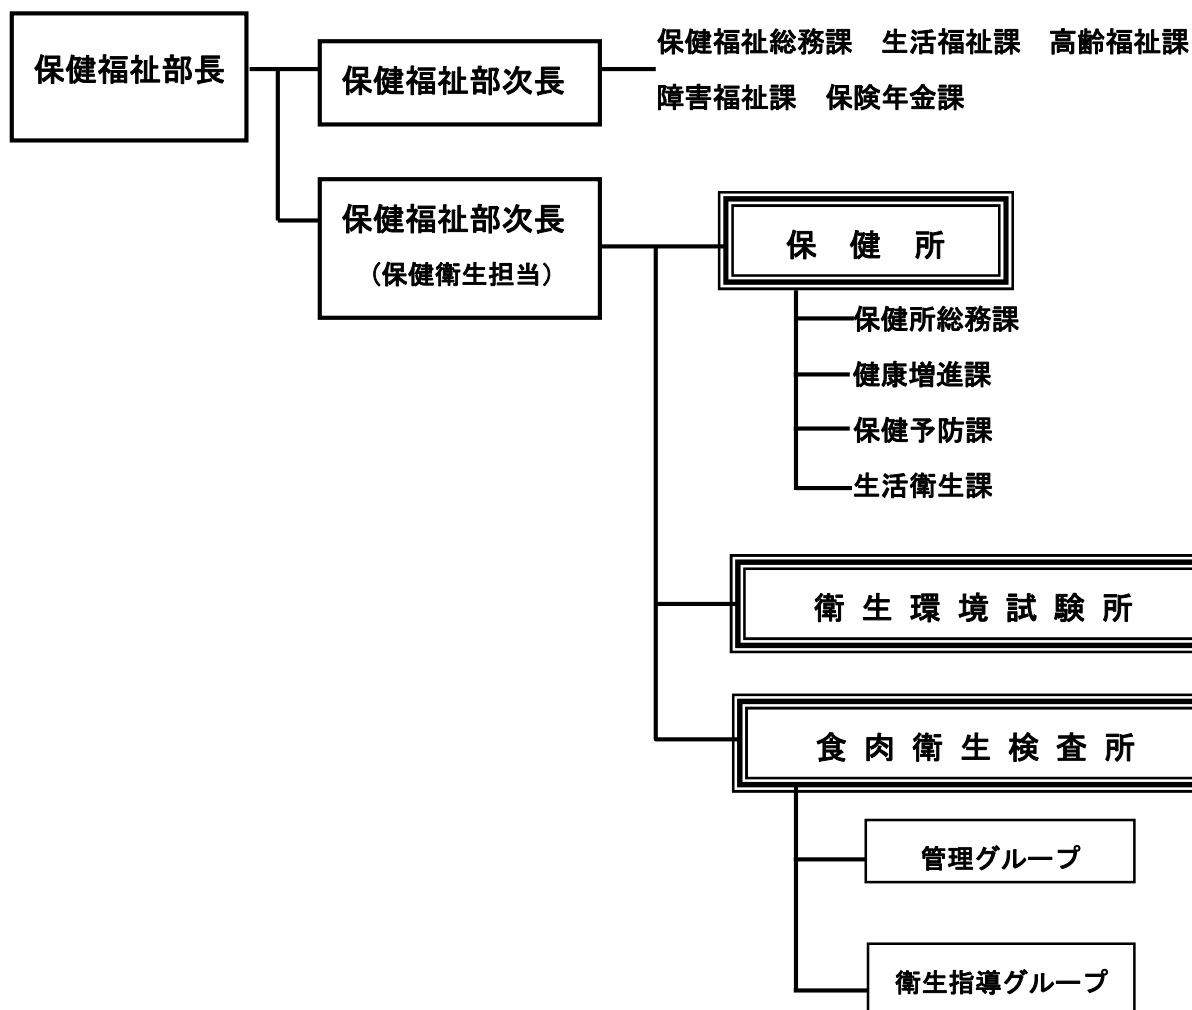 保健福祉部長
保健福祉部次長
保健福祉総務課　生活福祉課　高齢福祉課
障害福祉課　保険年金課
保健福祉部次長
（保健衛生担当）
保　健　所
保健所総務課
健康増進課
保健予防課
生活衛生課
衛 生 環 境 試 験 所
食 肉 衛 生 検 査 所
管理グループ
衛生指導グループ